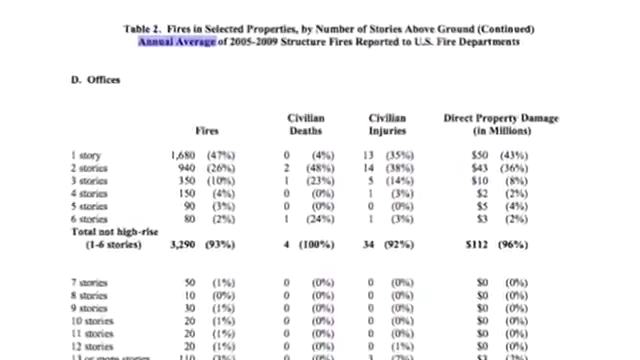 Table 2. Fires in Selected Properties, by Number of Stories Above Ground (Continued)
Annual Average of 2005-2009 Structure Fires Reported to U.S. Fire Departments
D. Offices
Fires Civilian Deaths Civilian Injuries Direct Property Damage (in Millions)
1 story 1,680 (47%) 0 (4%) 13 (35%) $50 (43%)
2 stories 940 (26%) 2 (48%) 14 (38%) $43 (36%)
3 stories 350 (10%) 1 (23%) 5 (14%) $10 (8%)
4 stories 150 (4%) 0 (0%) 1 (3%) $2 (2%)
5 stories 90 (3%) 0 (0%) 0 (0%) $5 (4%)
6 stories 80 (2%) 1 (24%) 1 (3%) $3 (2%)
Total not high-rise
(1-6 stories) 3,290 (93%) 4 (100%) 34 (92%) $112 (96%)
7 stories 50 (1%) 0 (0%) 0 (0%) $0 (0%)
8 stories 10 (0%) 0 (0%) 0 (0%) $0 (0%)
9 stories 30 (1%) 0 (0%) 0 (0%) $0 (0%)
10 stories 20 (1%) 0 (0%) 0 (0%) $0 (0%)
11 stories 20 (1%) 0 (0%) 0 (0%) $0 (0%)
12 stories 20 (1%) 0 (0%) 0 (1%) $0 (0%)
13 or more stories 110 (3%) 0 (0%)